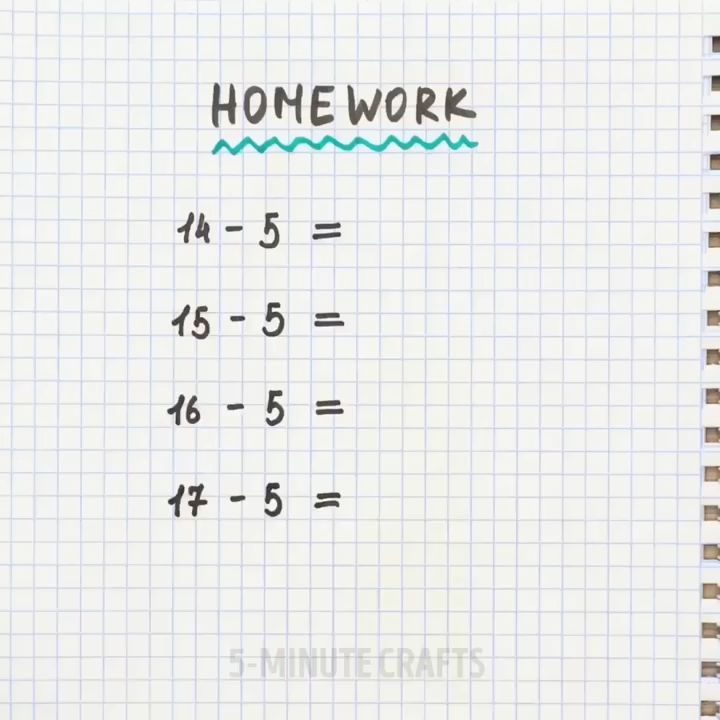 HOMEWORK
14 - 5 =
15 - 5 =
16 - 5 =
17 - 5 =
5-MINUTE CRAFTS